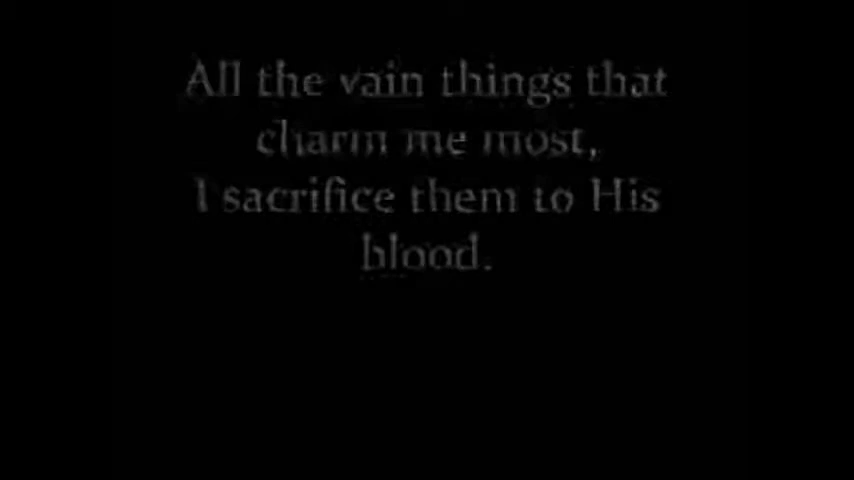 All the vain things that
charm me most,
I sacrifice them to His
blood.